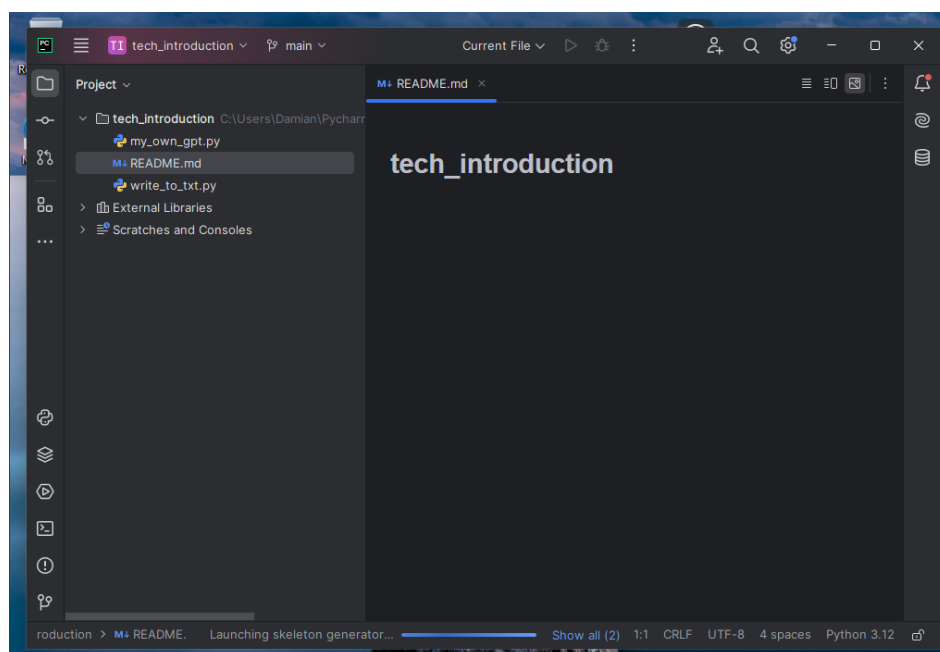 PC
TI tech_introduction main Current File
Project
M↓ README.md
tech_introduction C:\Users\Damian\Pycharr
my_own_gpt.py
M↓ README.md
write_to_txt.py
External Libraries
Scratches and Consoles
tech_introduction
roduction > M↓ README. Launching skeleton generator... Show all (2) 1:1 CRLF UTF-8 4 spaces Python 3.12